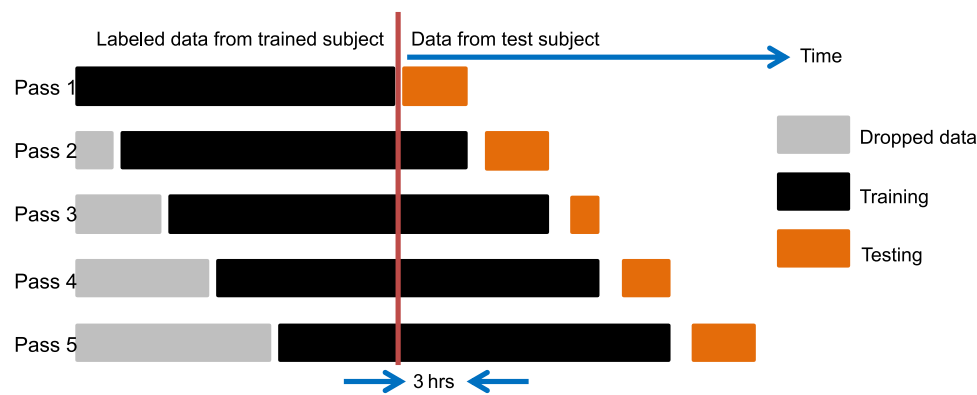 Labeled data from trained subject
Data from test subject
Time
Pass 1
Pass 2
Pass 3
Pass 4
Pass 5
Dropped data
Training
Testing
3 hrs